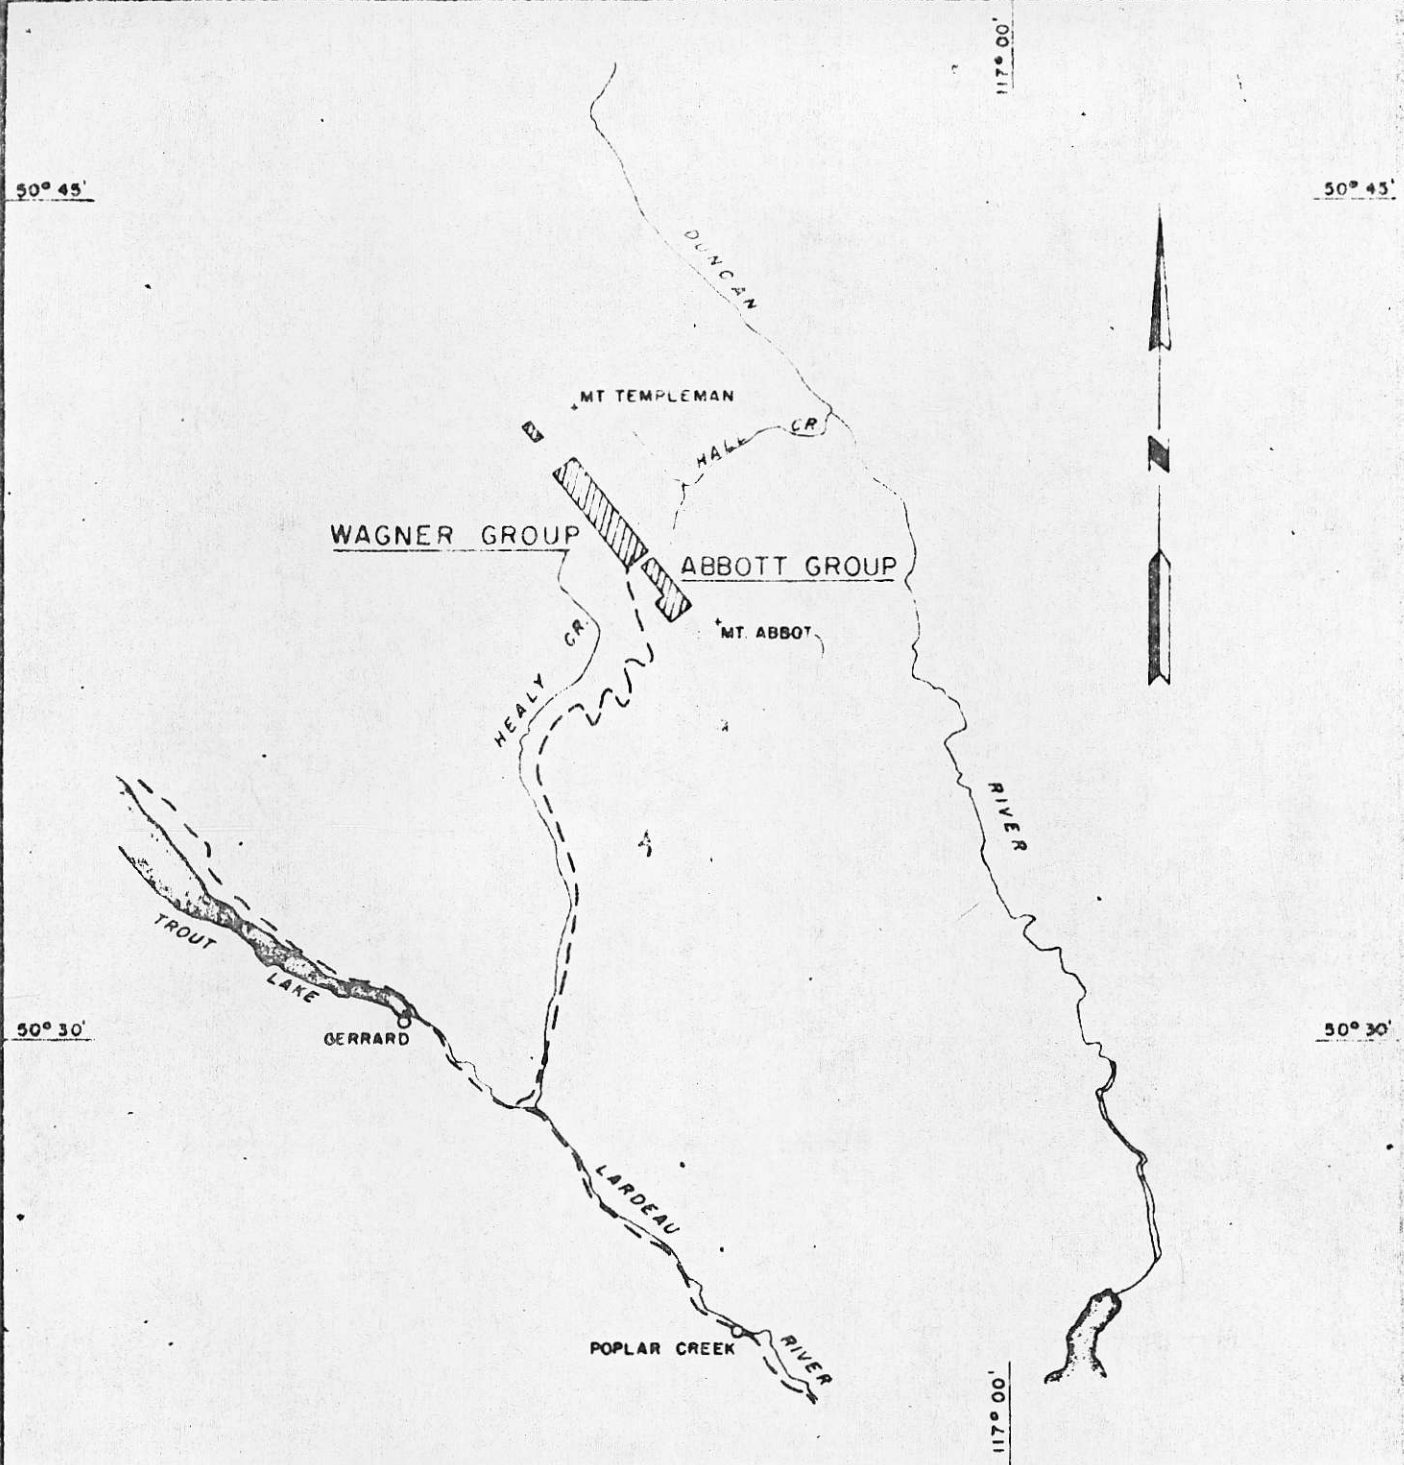 117° 00'
50° 45'
50° 45'
DUNCAN
MT TEMPLEMAN
HALL CR.
N
WAGNER GROUP
ABBOTT GROUP
MT. ABBOT
HEALY CR.
RIVER
TROUT LAKE
GERRARD
50° 30'
50° 30'
LARDEAU
POPLAR CREEK
RIVER
117° 00'